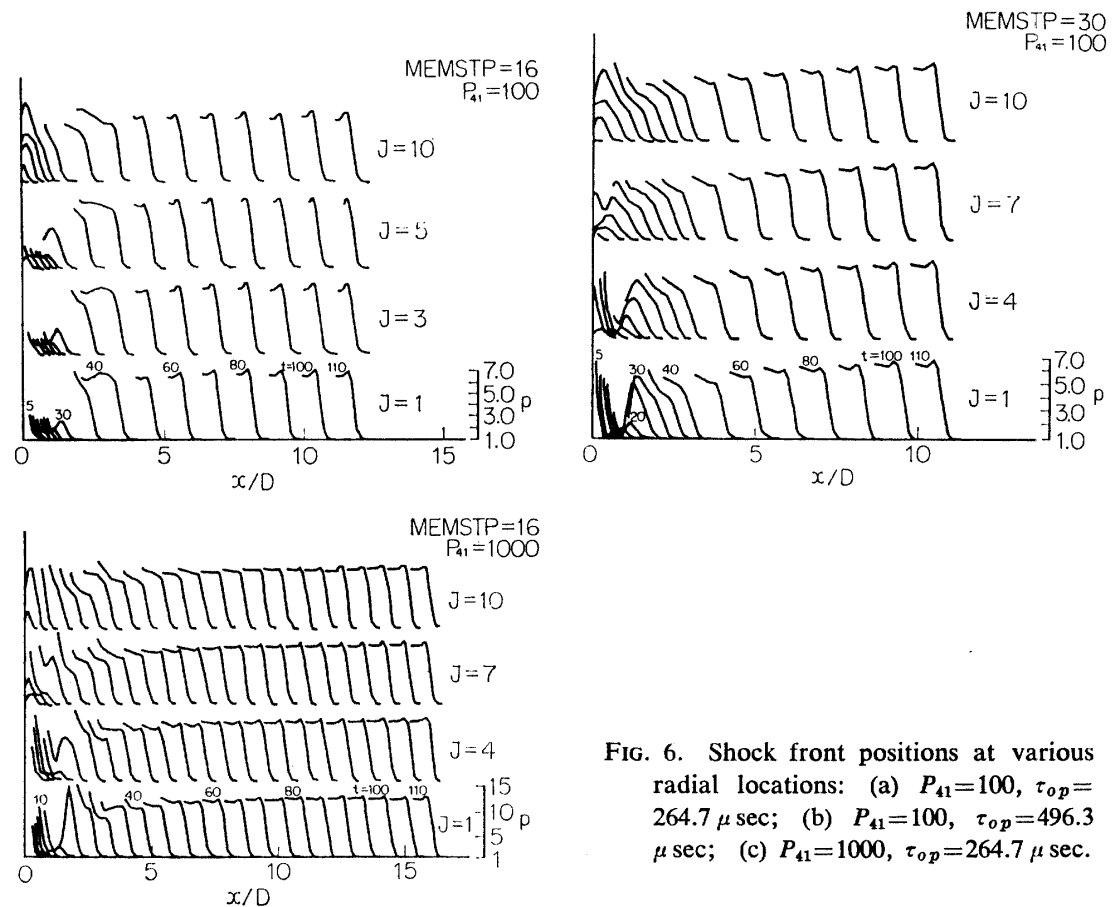 MEMSTP=16
P₄₁=100
J=10
J=5
J=3
40 60 80 t=100 110
7.0
5 30
5.0
J=1
3.0 p
1.0
0 5 10 15
x/D
MEMSTP=30
P₄₁=100
J=10
J=7
J=4
5 30 40 60 80 t=100 110
7.0
5.0
J=1
20
3.0 p
1.0
0 5 10
x/D
MEMSTP=16
P₄₁=1000
J=10
J=7
J=4
10 40 60 80 t=100 110
15
10 p
J=1
5
1
0 5 10 15
x/D
FIG. 6. Shock front positions at various
radial locations: (a) P₄₁=100, τₒₚ=
264.7 μ sec; (b) P₄₁=100, τₒₚ=496.3
μ sec; (c) P₄₁=1000, τₒₚ=264.7 μ sec.